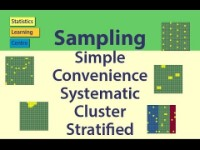 Statistics
Learning
Centre
Sampling
Simple
Convenience
Systematic
Cluster
Stratified